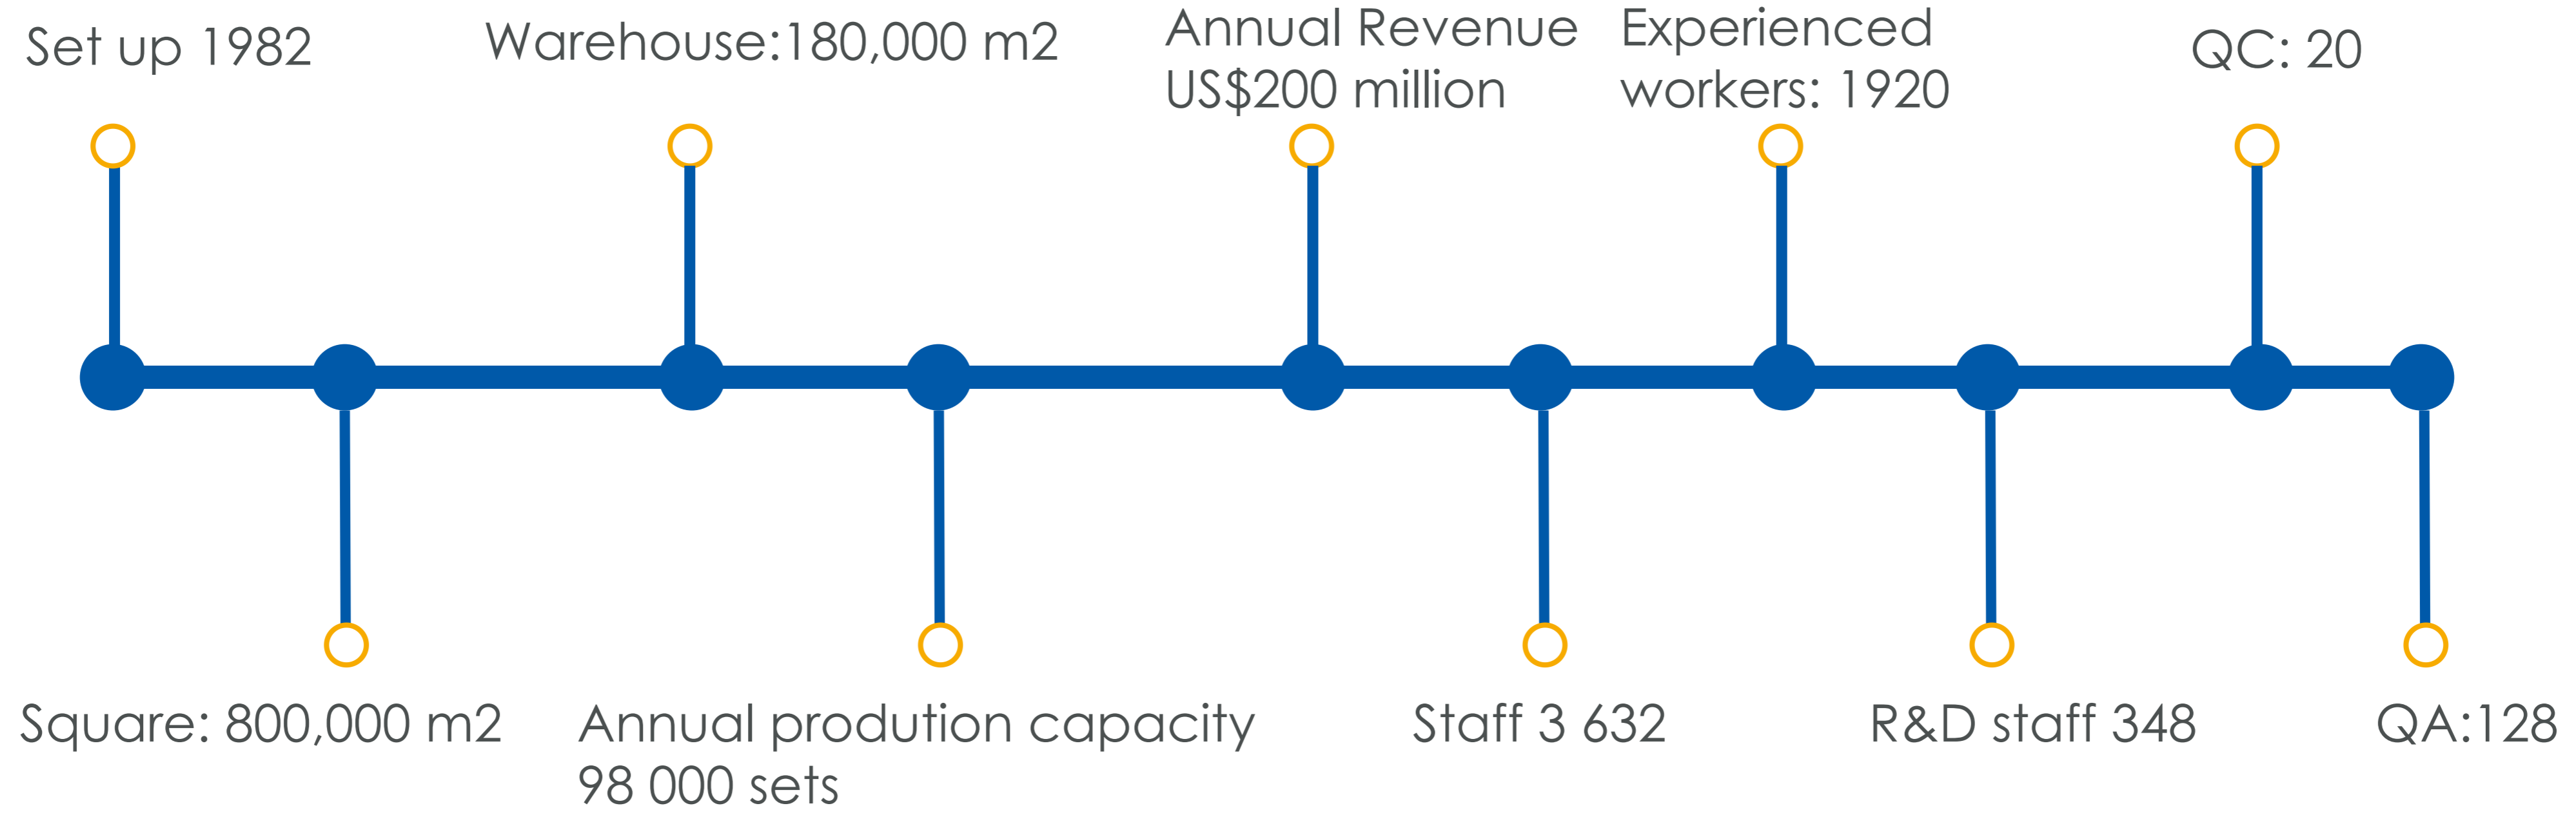 Set up 1982
Warehouse:180,000 m2
Annual Revenue
US$200 million
Experienced
workers: 1920
QC: 20
Square: 800,000 m2
Annual prodution capacity
98 000 sets
Staff 3 632
R&D staff 348
QA:128